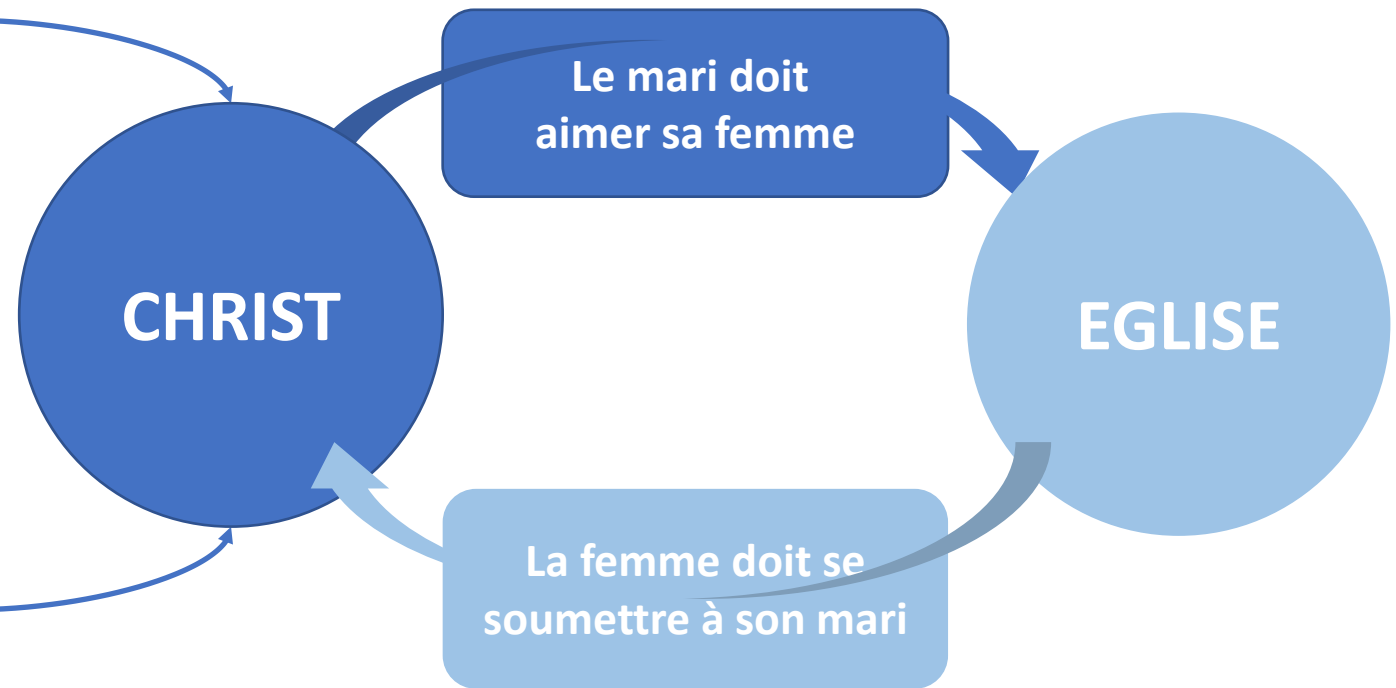 Le mari doit
aimer sa femme
CHRIST
EGLISE
La femme doit se
soumettre à son mari